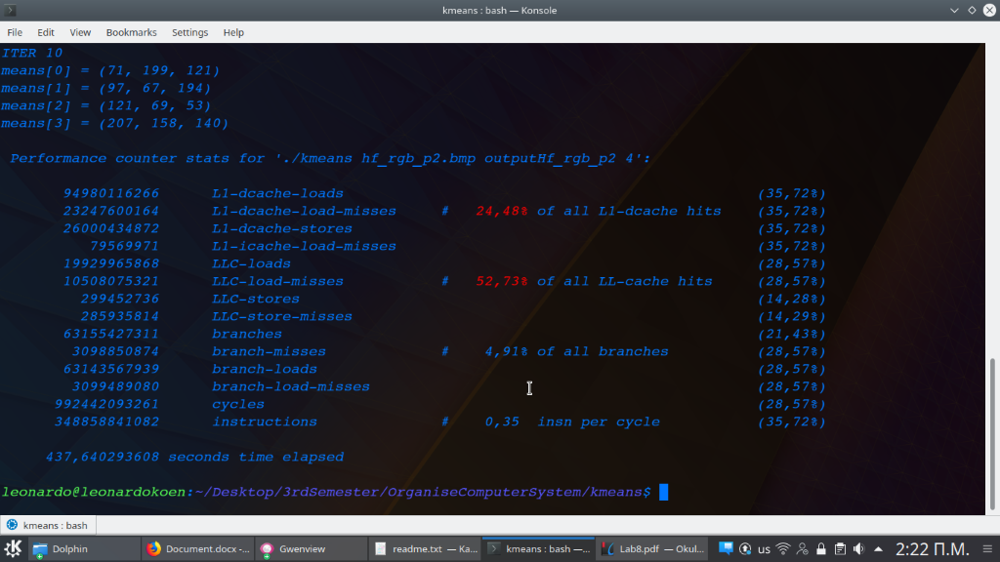 kmeans : bash — Konsole
File Edit View Bookmarks Settings Help
ITER 10
means[0] = (71, 199, 121)
means[1] = (97, 67, 194)
means[2] = (121, 69, 53)
means[3] = (207, 158, 140)
Performance counter stats for './kmeans hf_rgb_p2.bmp outputHf_rgb_p2 4':
94980116266 L1-dcache-loads (35,72%)
23247600164 L1-dcache-load-misses # 24,48% of all L1-dcache hits (35,72%)
26000434872 L1-dcache-stores (35,72%)
79569971 L1-icache-load-misses (35,72%)
19929965868 LLC-loads (28,57%)
10508075321 LLC-load-misses # 52,73% of all LL-cache hits (28,57%)
299452736 LLC-stores (14,28%)
285935814 LLC-store-misses (14,29%)
63155427311 branches (21,43%)
3098850874 branch-misses # 4,91% of all branches (28,57%)
63143567939 branch-loads (28,57%)
3099489080 branch-load-misses (28,57%)
992442093261 cycles (28,57%)
348858841082 instructions # 0,35 insn per cycle (35,72%)
437,640293608 seconds time elapsed
leonardo@leonardokoen:~/Desktop/3rdSemester/OrganiseComputerSystem/kmeans$
kmeans : bash
Dolphin Document.docx -... Gwenview readme.txt — Ka... kmeans : bash —... Lab8.pdf — Okul... us 2:22 Π.Μ.